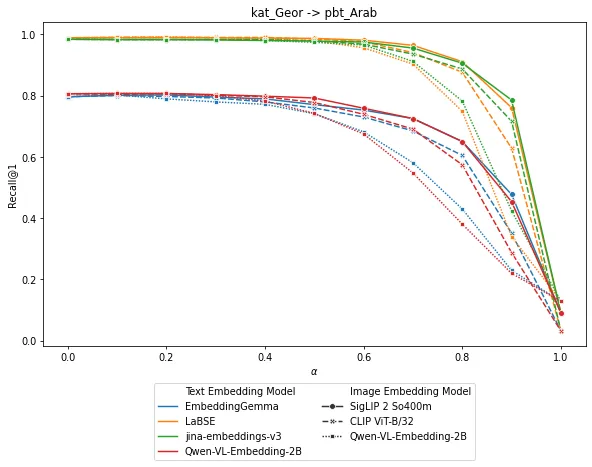 kat_Geor -> pbt_Arab
Recall@1
1.0
0.8
0.6
0.4
0.2
0.0
0.0 0.2 0.4 0.6 0.8 1.0
α
Text Embedding Model
EmbeddingGemma
LaBSE
jina-embeddings-v3
Qwen-VL-Embedding-2B
Image Embedding Model
SigLIP 2 So400m
CLIP ViT-B/32
Qwen-VL-Embedding-2B